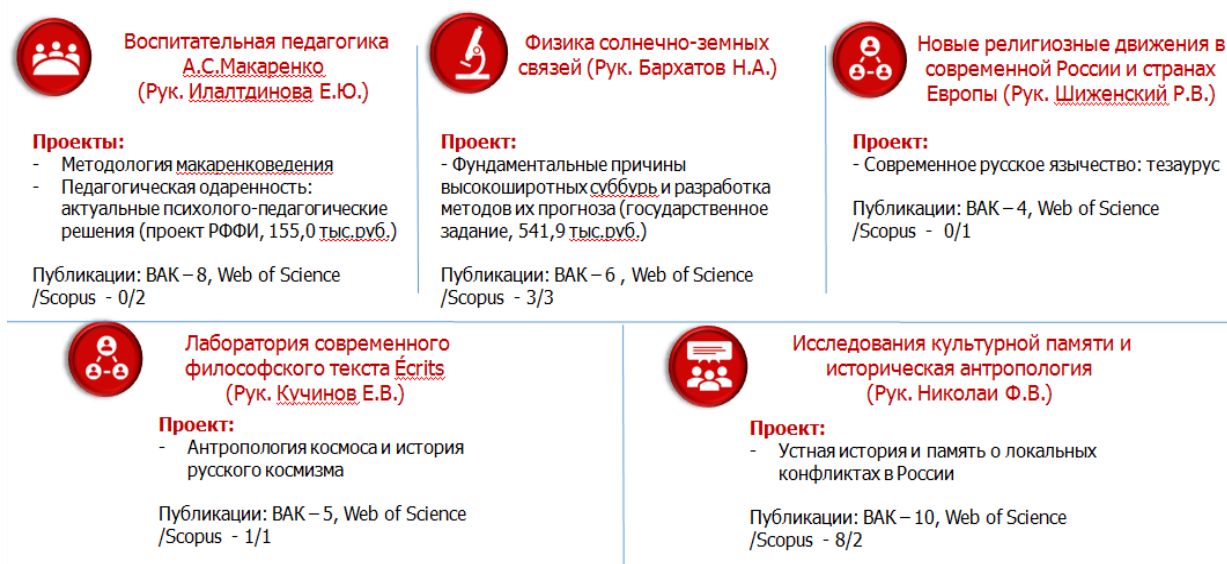 Воспитательная педагогика
А.С.Макаренко
(Рук. Илалтдинова Е.Ю.)
Проекты:
- Методология макаренковедения
- Педагогическая одаренность:
актуальные психолого-педагогические
решения (проект РФФИ, 155,0 тыс.руб.)
Публикации: ВАК – 8, Web of Science
/Scopus - 0/2
Физика солнечно-земных
связей (Рук. Бархатов Н.А.)
Проект:
- Фундаментальные причины
высокоширотных суббурь и разработка
методов их прогноза (государственное
задание, 541,9 тыс.руб.)
Публикации: ВАК – 6 , Web of Science
/Scopus - 3/3
Новые религиозные движения в
современной России и странах
Европы (Рук. Шиженский Р.В.)
Проект:
- Современное русское язычество: тезаурус
Публикации: ВАК – 4, Web of Science
/Scopus - 0/1
Лаборатория современного
философского текста Écrits
(Рук. Кучинов Е.В.)
Проект:
- Антропология космоса и история
русского космизма
Публикации: ВАК – 5, Web of Science
/Scopus - 1/1
Исследования культурной памяти и
историческая антропология
(Рук. Николаи Ф.В.)
Проект:
- Устная история и память о локальных
конфликтах в России
Публикации: ВАК – 10, Web of Science
/Scopus - 8/2